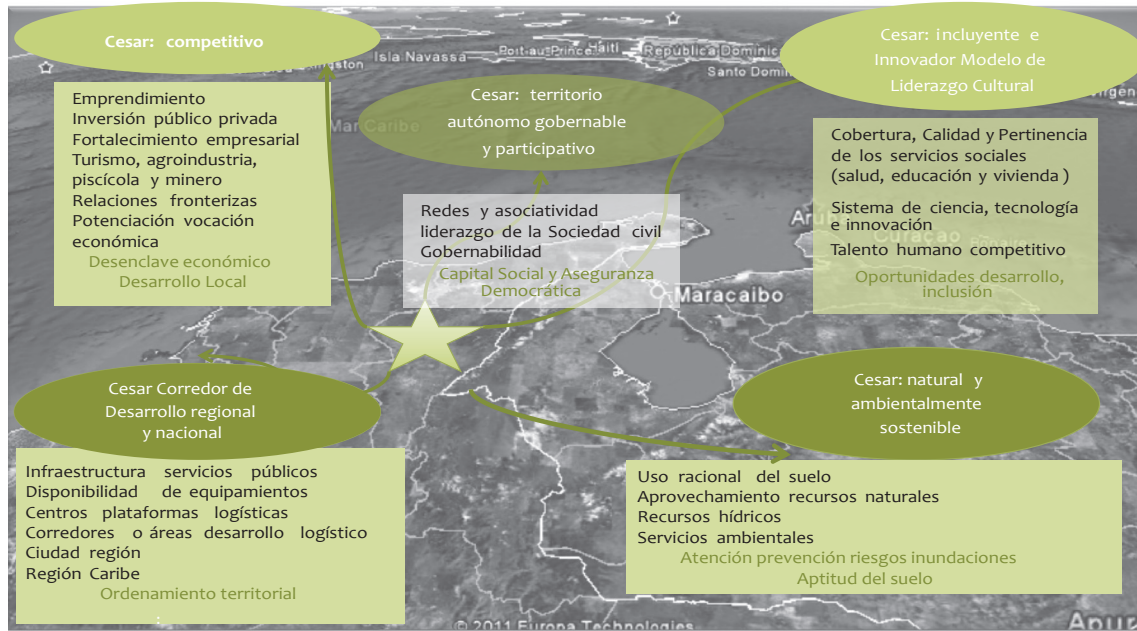 Cesar: competitivo
Emprendimiento
Inversión público privada
Fortalecimiento empresarial
Turismo, agroindustria,
piscícola y minero
Relaciones fronterizas
Potenciación vocación
económica
Desenclave económico
Desarrollo Local
Cesar: territorio
autónomo gobernable
y participativo
Redes y asociatividad
liderazgo de la Sociedad civil
Gobernabilidad
Capital Social y Aseguranza
Democrática
Cesar: incluyente e
Innovador Modelo de
Liderazgo Cultural
Cobertura, Calidad y Pertinencia
de los servicios sociales
(salud, educación y vivienda )
Sistema de ciencia, tecnología
e innovación
Talento humano competitivo
Oportunidades desarrollo,
inclusión
Cesar Corredor de
Desarrollo regional
y nacional
Infraestructura servicios públicos
Disponibilidad de equipamientos
Centros plataformas logísticas
Corredores o áreas desarrollo logístico
Ciudad región
Región Caribe
Ordenamiento territorial
:
Cesar: natural y
ambientalmente
sostenible
Uso racional del suelo
Aprovechamiento recursos naturales
Recursos hídricos
Servicios ambientales
Atención prevención riesgos inundaciones
Aptitud del suelo
Isla Navassa
Port-au-Prince
Haiti
República Dominic
Santo Domin
Mar Caribe
Aruba
Curaçao
Bonaire
Maracaibo
© 2011 Europa Technologies
Apur